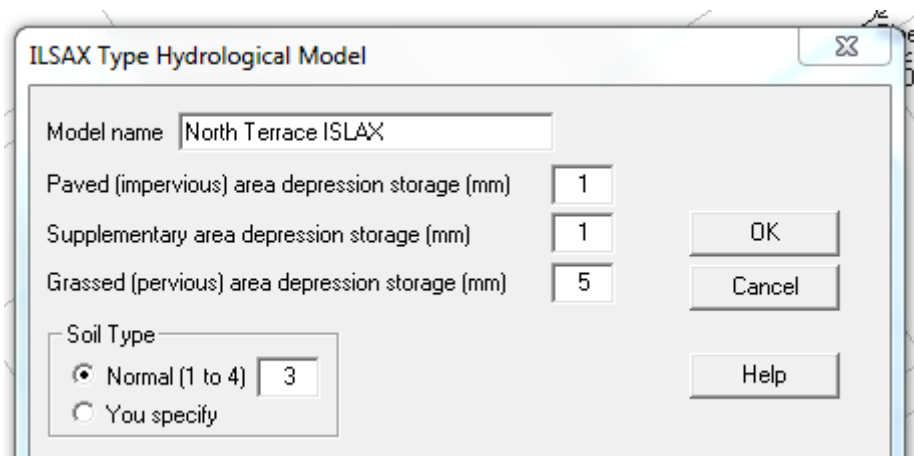 ILSAX Type Hydrological Model
Model name North Terrace ISLAX
Paved (impervious) area depression storage (mm) 1
Supplementary area depression storage (mm) 1
OK
Grassed (pervious) area depression storage (mm) 5
Cancel
Soil Type
Normal (1 to 4) 3
Help
You specify